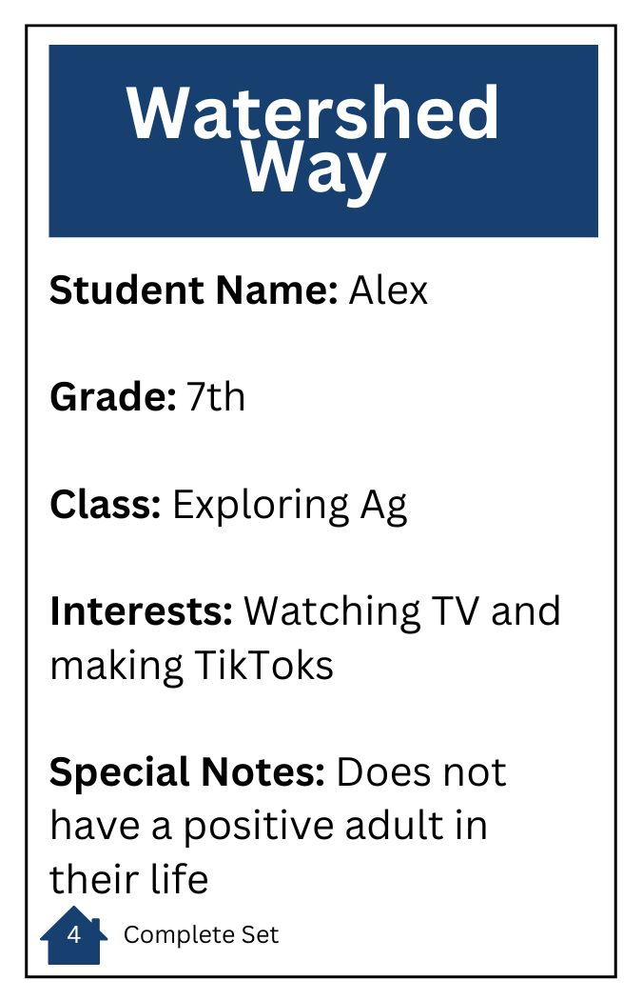 Watershed
Way
Student Name: Alex
Grade: 7th
Class: Exploring Ag
Interests: Watching TV and
making TikToks
Special Notes: Does not
have a positive adult in
their life
4 Complete Set